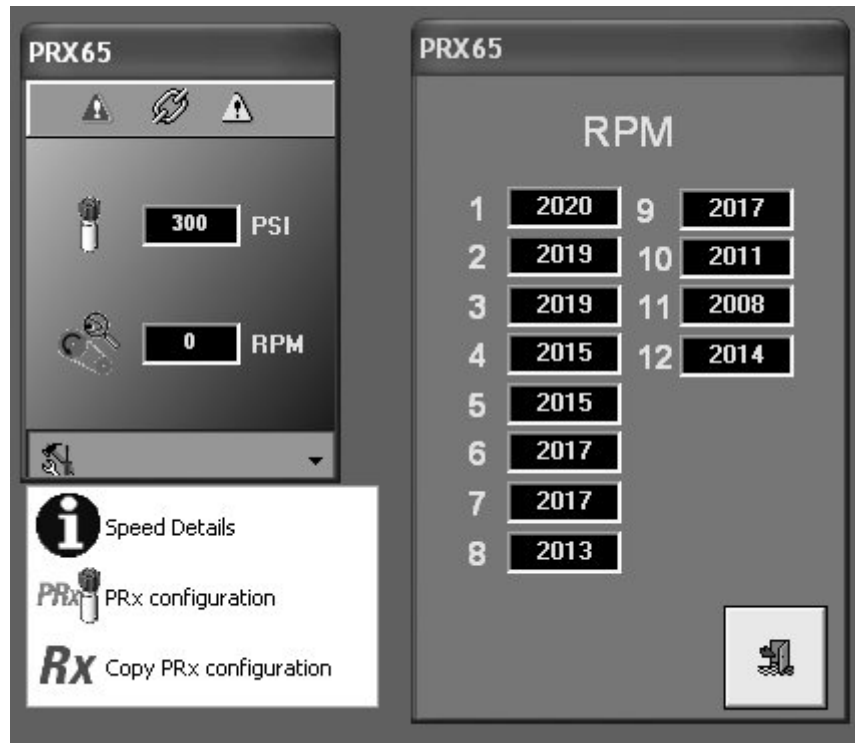 PRX65
300 PSI
0 RPM
Speed Details
PRx PRx configuration
Rx Copy PRx configuration
PRX65
RPM
1 2020 9 2017
2 2019 10 2011
3 2019 11 2008
4 2015 12 2014
5 2015
6 2017
7 2017
8 2013